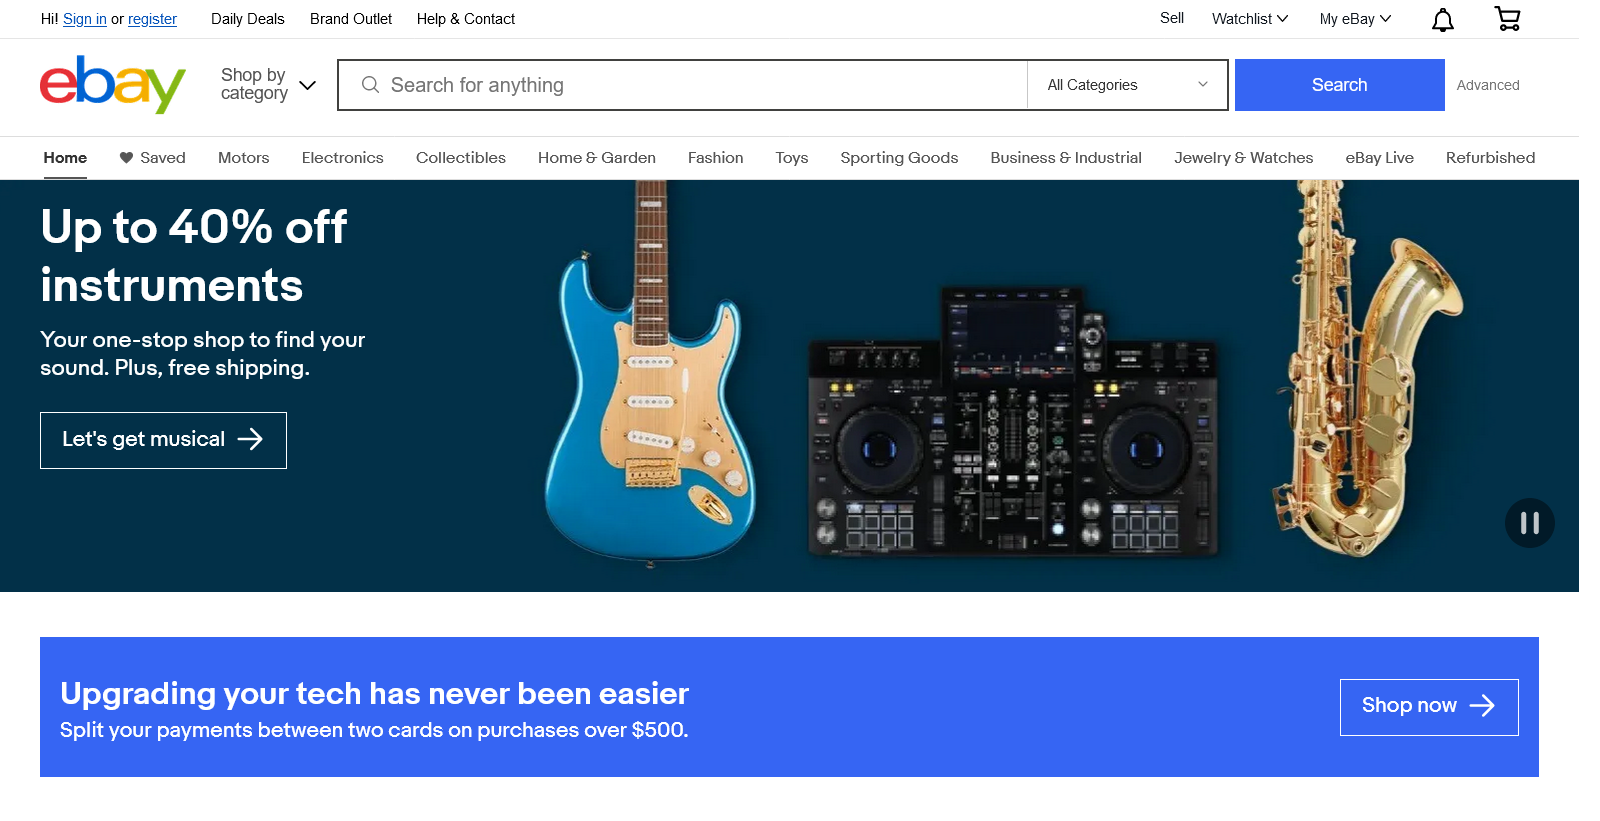 Hi! Sign in or register Daily Deals Brand Outlet Help & Contact Sell Watchlist My eBay
ebay
Shop by
category
Search for anything All Categories Search Advanced
Home Saved Motors Electronics Collectibles Home & Garden Fashion Toys Sporting Goods Business & Industrial Jewelry & Watches eBay Live Refurbished
Up to 40% off
instruments
Your one-stop shop to find your
sound. Plus, free shipping.
Let's get musical
Upgrading your tech has never been easier
Split your payments between two cards on purchases over $500.
Shop now